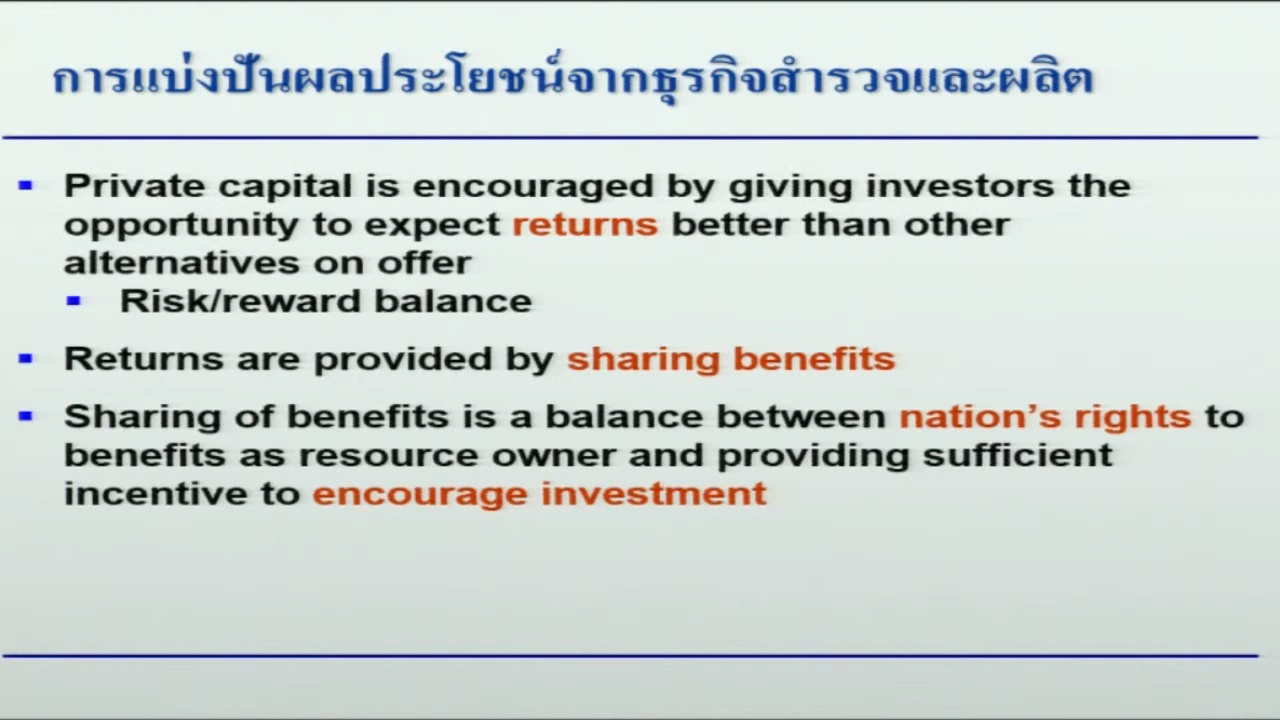 การแบ่งปันผลประโยชน์จากธุรกิจสำรวจและผลิต
Private capital is encouraged by giving investors the
opportunity to expect returns better than other
alternatives on offer
Risk/reward balance
Returns are provided by sharing benefits
Sharing of benefits is a balance between nation’s rights to
benefits as resource owner and providing sufficient
incentive to encourage investment